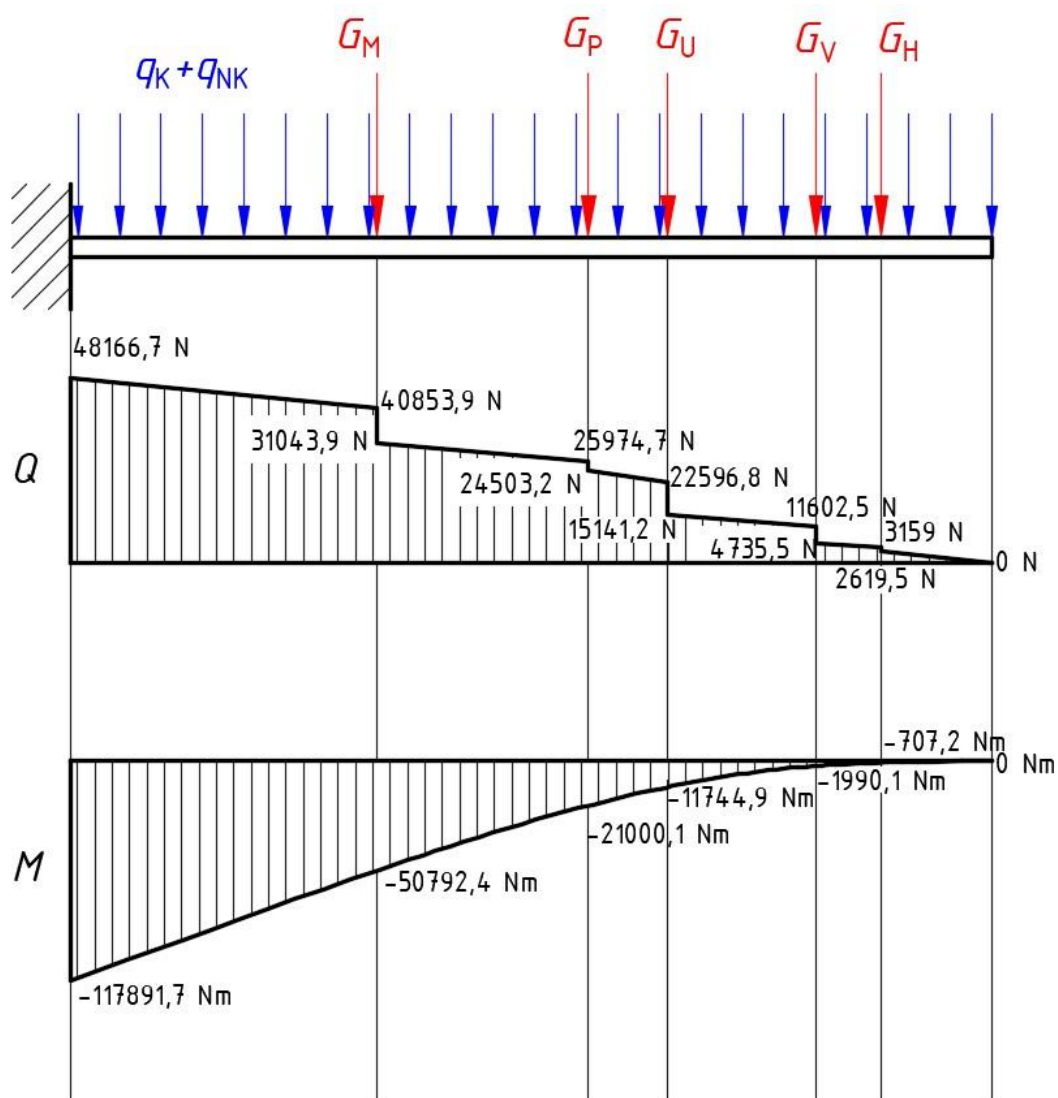 G_M G_P G_U G_V G_H
q_K + q_NK
48166,7 N
40853,9 N
31043,9 N
25974,7 N
24503,2 N
22596,8 N
15141,2 N
11602,5 N
4735,5 N
3159 N
2619,5 N
0 N
Q
-707,2 Nm
0 Nm
-1990,1 Nm
-11744,9 Nm
-21000,1 Nm
-50792,4 Nm
-117891,7 Nm
M